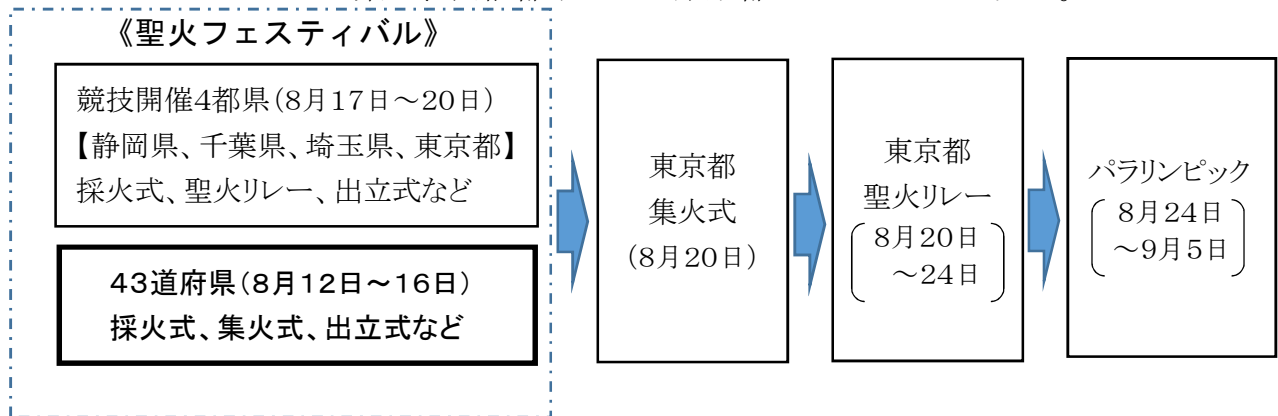 《聖火フェスティバル》
競技開催4都県(8月17日～20日)
【静岡県、千葉県、埼玉県、東京都】
採火式、聖火リレー、出立式など
43道府県(8月12日～16日)
採火式、集火式、出立式など
東京都
集火式
(8月20日)
東京都
聖火リレー
8月20日
～24日
パラリンピック
8月24日
～9月5日